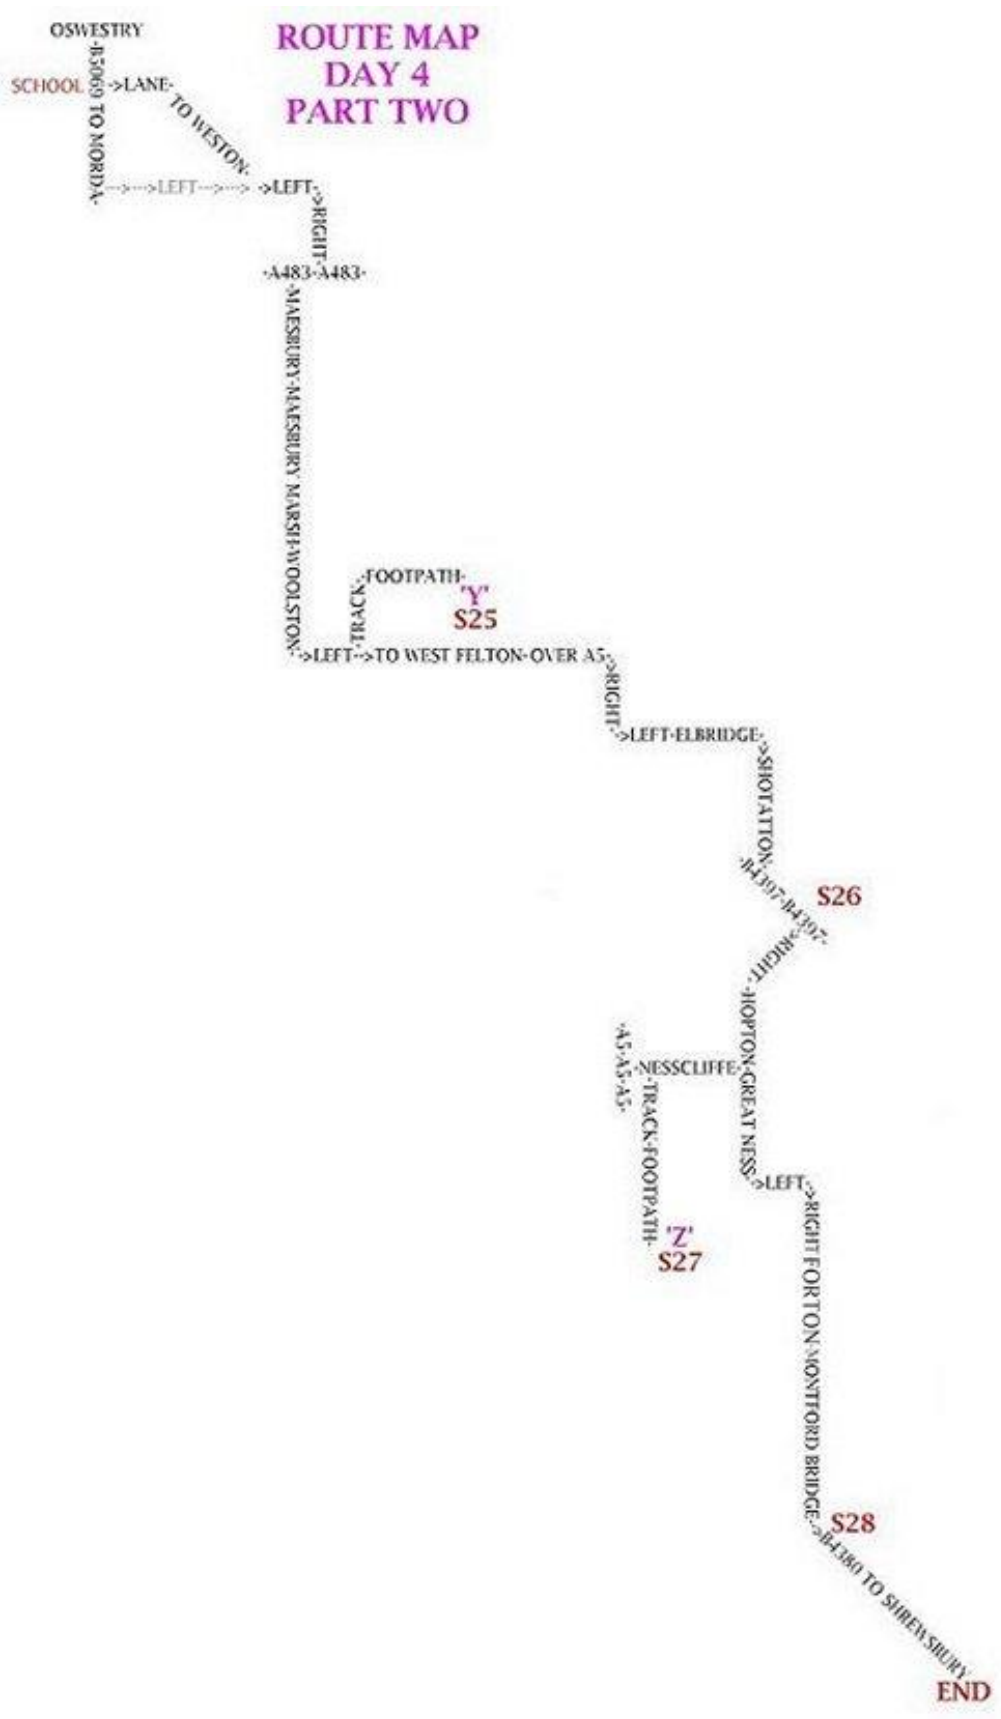 OSWESTRY
ROUTE MAP
DAY 4
PART TWO
SCHOOL
-B5069 TO MORDA-
->LANE-
TO WESTON-
-->--->LEFT--->--->
->LEFT-
->RIGHT-
-A483-A483-
-MAESBURY-MAESBURY MARSH-WOOLSTON-
-FOOTPATH-
TRACK-
'Y'
S25
->LEFT-
->TO WEST FELTON-OVER A5-
->RIGHT-
->LEFT-ELBRIDGE-
->SHOTATTON-
-B4397-B4397-
S26
>RIGHT-
-HOPTON-GREAT NESS-
-A5-A5-A5-
-NESSCLIFFE-
-TRACK-FOOTPATH-
'Z'
S27
->LEFT-
->RIGHT FORTON-MONTFORD BRIDGE-
S28
->B4380 TO SHREWSBURY-
END